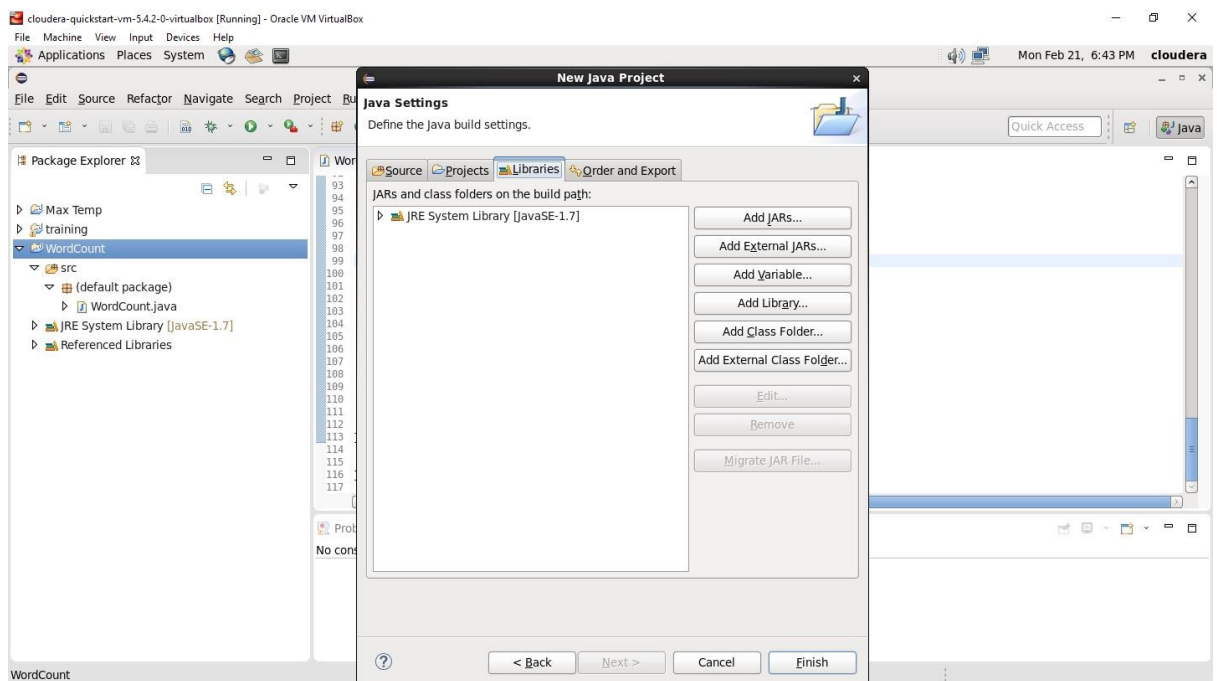 cloudera-quickstart-vm-5.4.2-0-virtualbox [Running] - Oracle VM VirtualBox
File Machine View Input Devices Help
Applications Places System Mon Feb 21, 6:43 PM cloudera
New Java Project
File Edit Source Refactor Navigate Search Project Ru
Java Settings
Define the Java build settings.
Quick Access Java
Package Explorer
Wor
Source Projects Libraries Order and Export
JARs and class folders on the build path:
JRE System Library [JavaSE-1.7]
Add JARs...
Add External JARs...
Add Variable...
Add Library...
Add Class Folder...
Add External Class Folder...
Edit...
Remove
Migrate JAR File...
Max Temp
training
WordCount
src
(default package)
WordCount.java
JRE System Library [JavaSE-1.7]
Referenced Libraries
93
94
95
96
97
98
99
100
101
102
103
104
105
106
107
108
109
110
111
112
113
114
115
116
117
Prob
No cons
< Back Next > Cancel Finish
WordCount